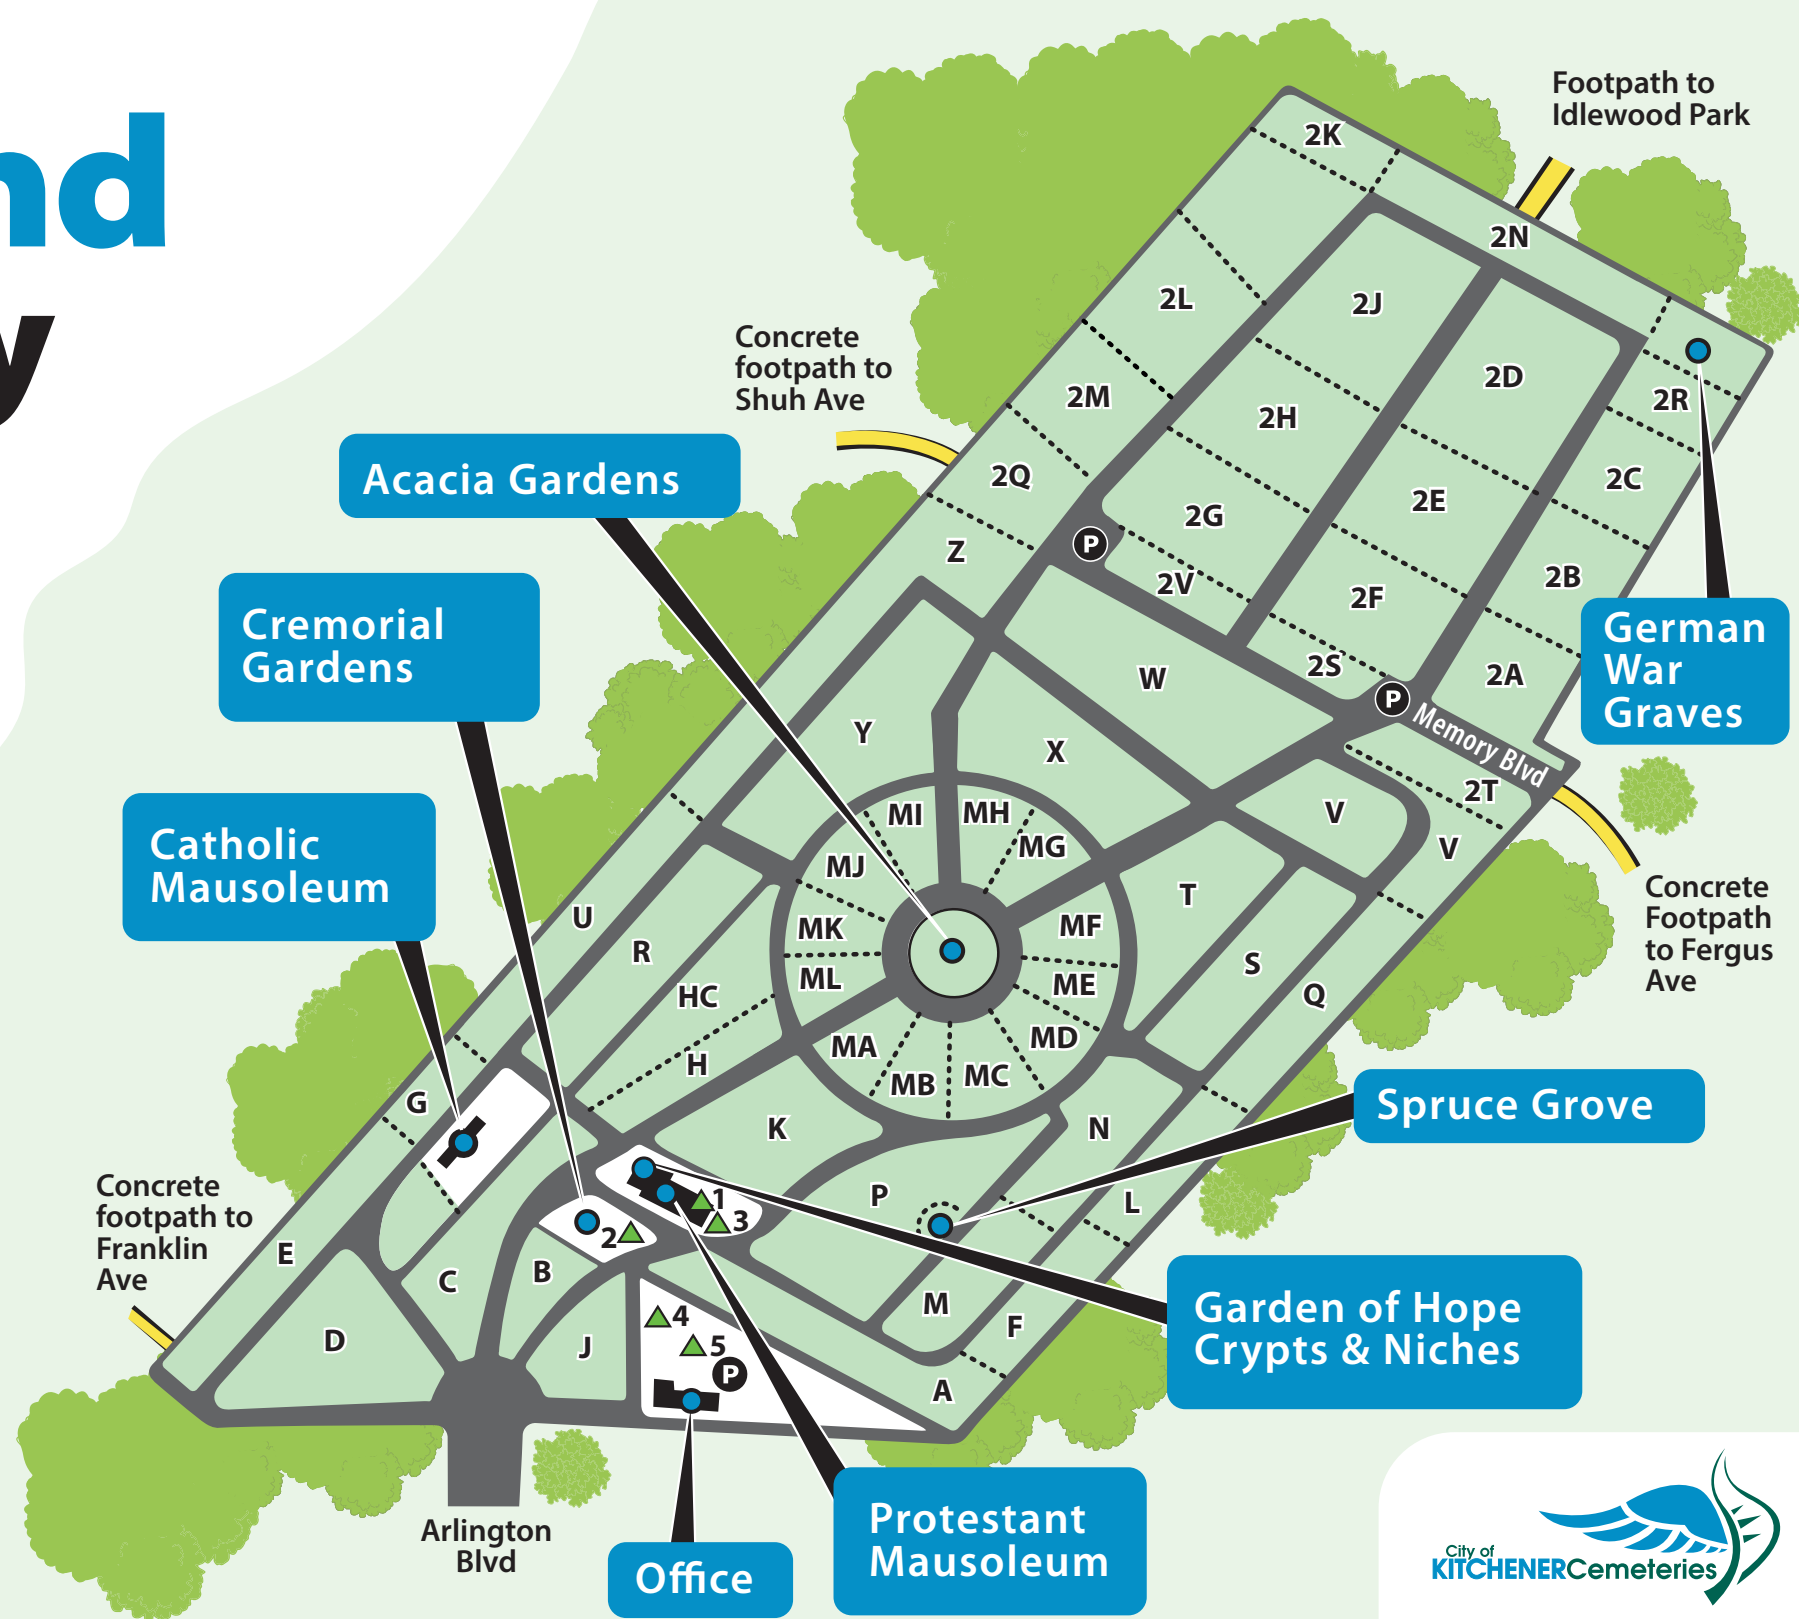 nd
y
Footpath to
Idlewood Park
2K
2N
2L
2J
2D
2R
2M
2H
2C
2Q
2G
2E
2B
Z
P
2V
2F
2S
2A
P
Memory Blvd
2T
Concrete
footpath to
Shuh Ave
Acacia Gardens
Cremorial
Gardens
Catholic
Mausoleum
German
War
Graves
W
Y
X
V
V
MI
MH
MG
MJ
MK
MF
ML
ME
MA
MD
MB
MC
U
R
T
S
Q
HC
H
Concrete
Footpath
to Fergus
Ave
G
K
N
Spruce Grove
P
L
1
3
2
Concrete
footpath to
Franklin
Ave
E
C
B
D
J
4
5
P
M
F
A
Garden of Hope
Crypts & Niches
Arlington
Blvd
Office
Protestant
Mausoleum
City of
KITCHENERCemeteries